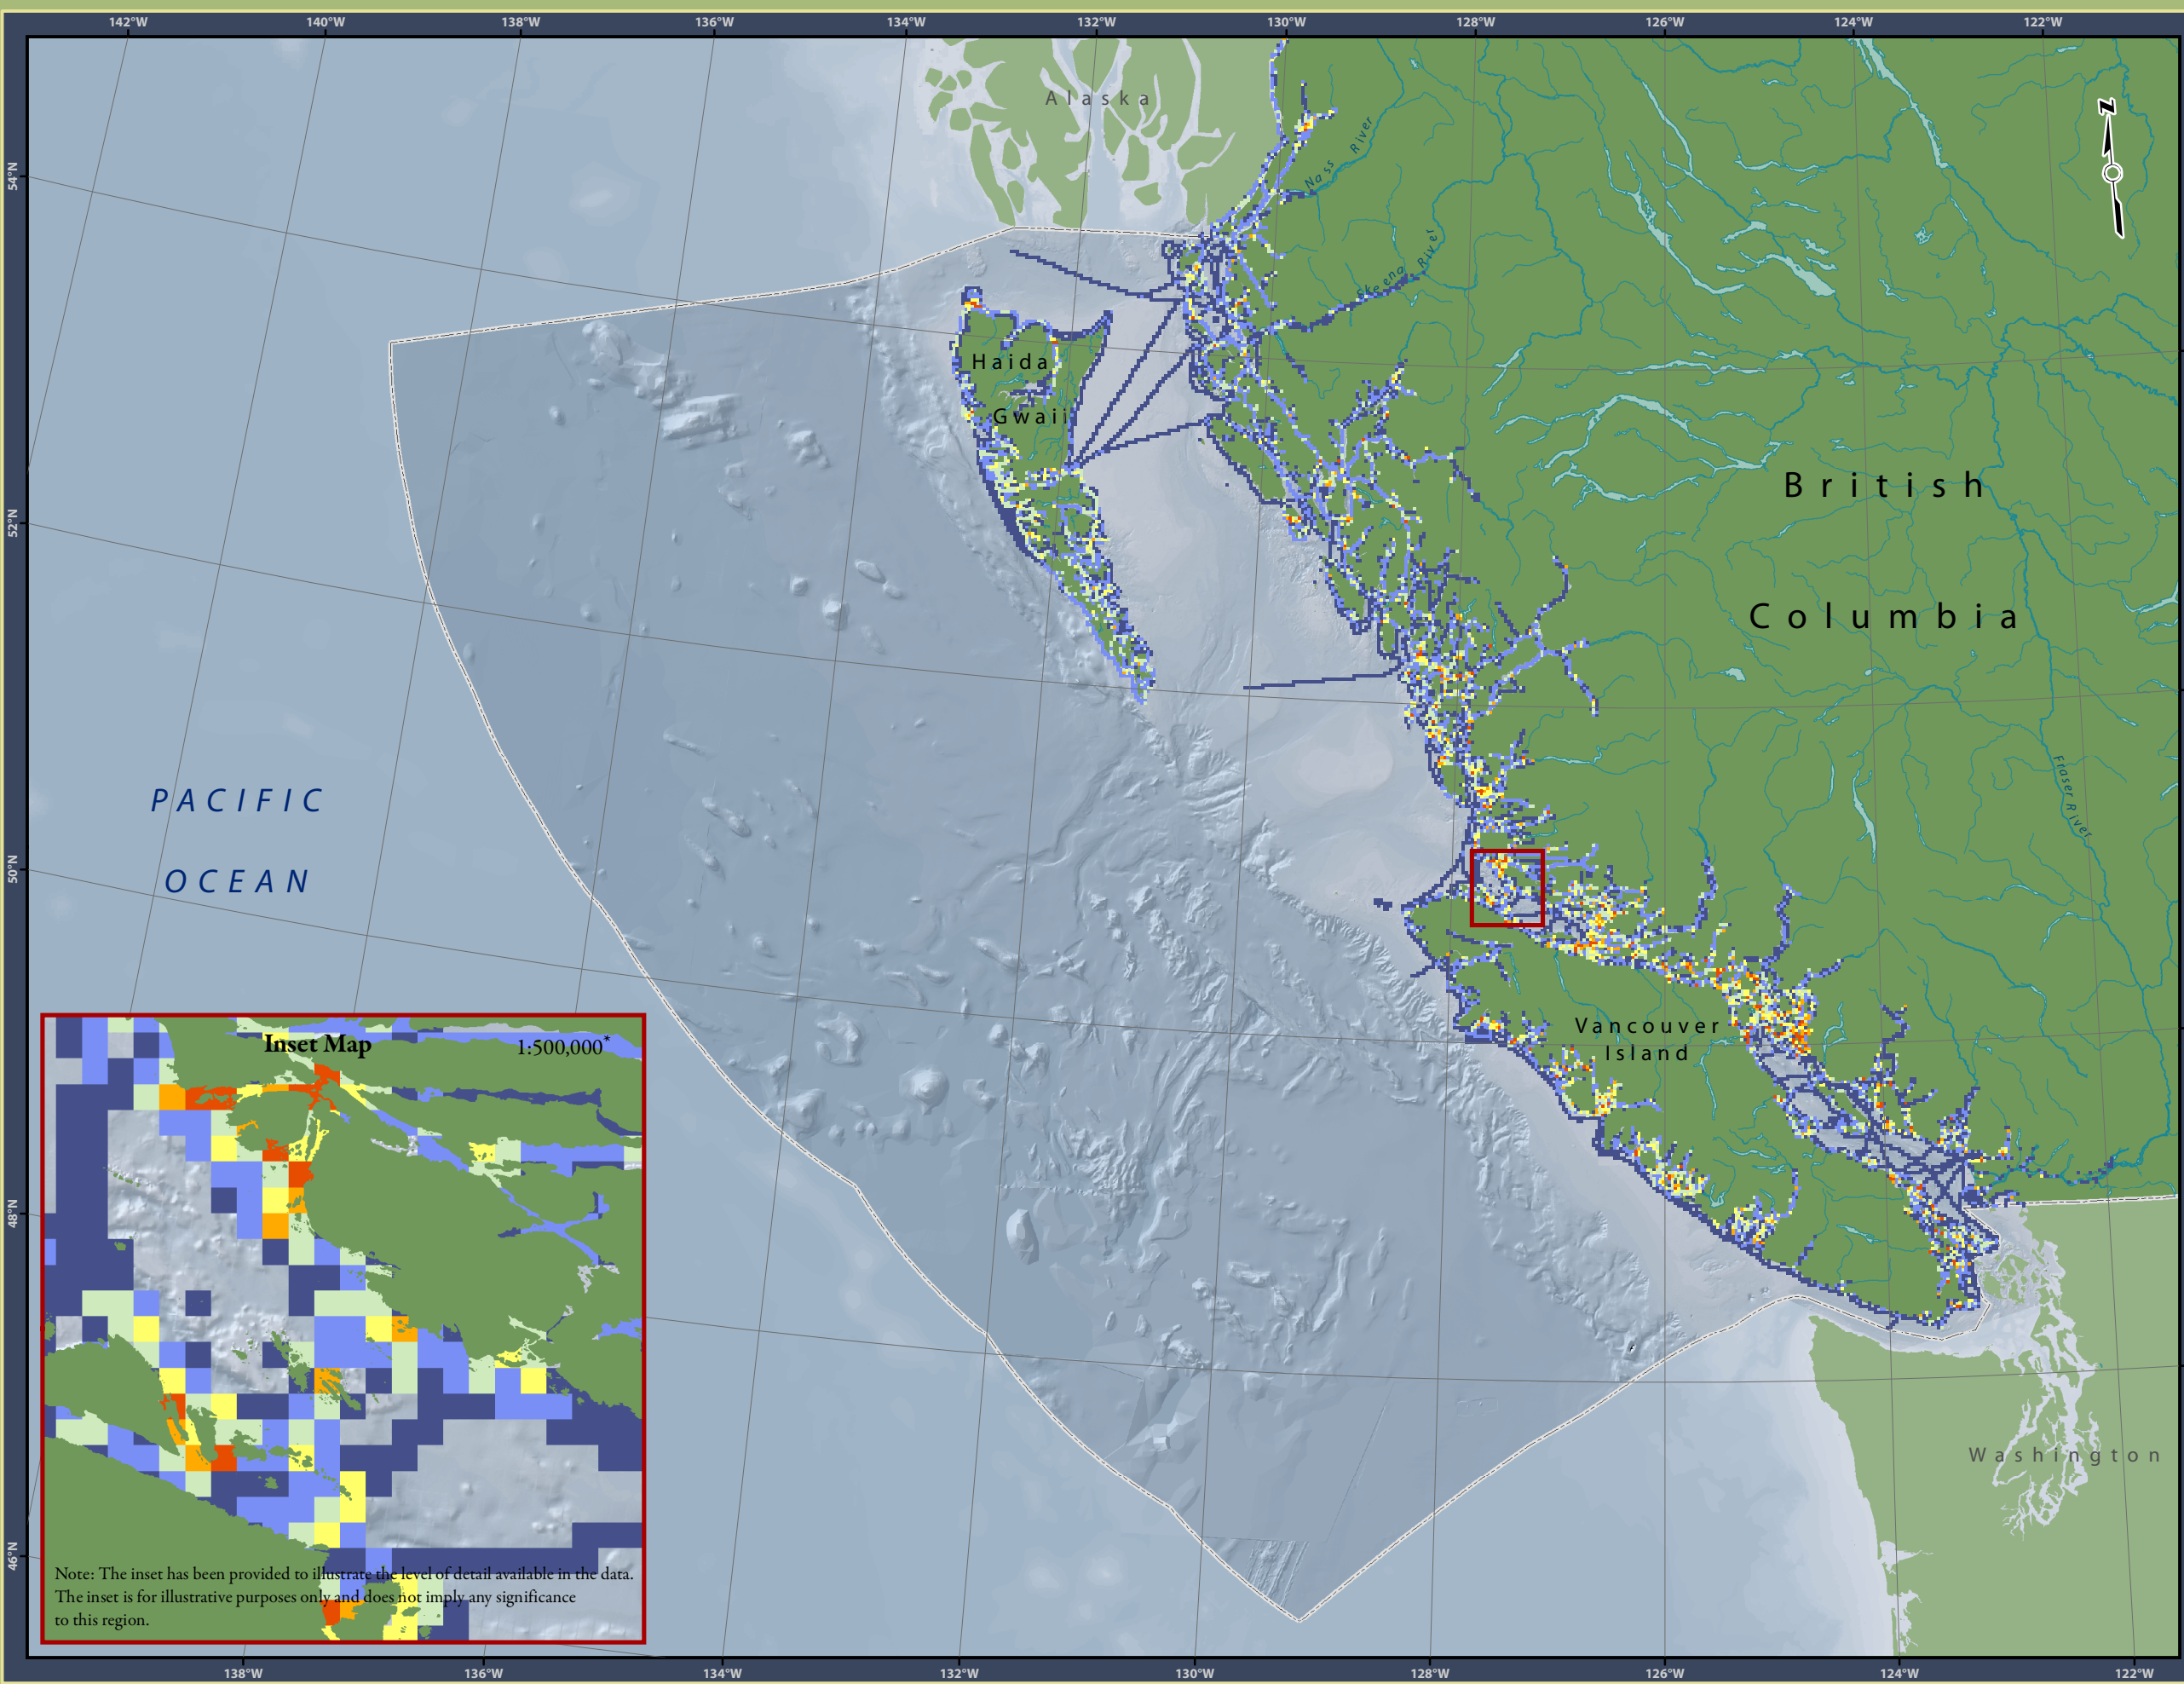 142°W 140°W 138°W 136°W 134°W 132°W 130°W 128°W 126°W 124°W 122°W
Alaska
N
54°N
Nass River
Skeena River
Haida
Gwaii
British
Columbia
52°N
PACIFIC
OCEAN
50°N
Fraser River
Vancouver
Island
Inset Map
1:500,000*
48°N
Washington
46°N
Note: The inset has been provided to illustrate the level of detail available in the data.
The inset is for illustrative purposes only and does not imply any significance
to this region.
138°W 136°W 134°W 132°W 130°W 128°W 126°W 124°W 122°W